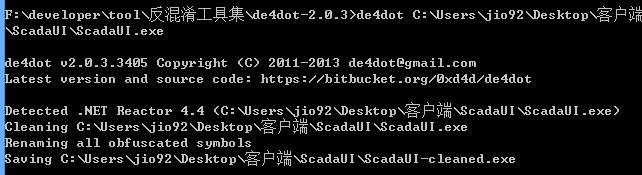 F:\developer\tool\反混淆工具集\de4dot-2.0.3>de4dot C:\Users\jio92\Desktop\客户端
\ScadaUI\ScadaUI.exe
de4dot v2.0.3.3405 Copyright (C) 2011-2013 de4dot@gmail.com
Latest version and source code: https://bitbucket.org/0xd4d/de4dot
Detected .NET Reactor 4.4 (C:\Users\jio92\Desktop\客户端\ScadaUI\ScadaUI.exe)
Cleaning C:\Users\jio92\Desktop\客户端\ScadaUI\ScadaUI.exe
Renaming all obfuscated symbols
Saving C:\Users\jio92\Desktop\客户端\ScadaUI\ScadaUI-cleaned.exe